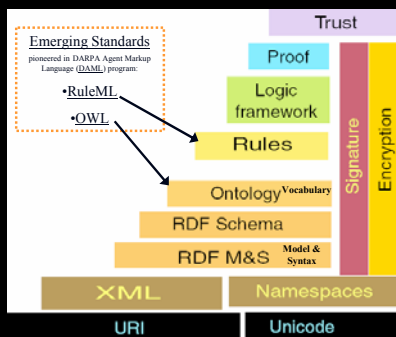 Emerging Standards
pioneered in DARPA Agent Markup
Language (DAML) program:
•RuleML
•OWL
Trust
Proof
Logic
framework
Rules
Ontology Vocabulary
RDF Schema
RDF M&S Model &
Syntax
Signature
Encryption
XML
Namespaces
URI
Unicode